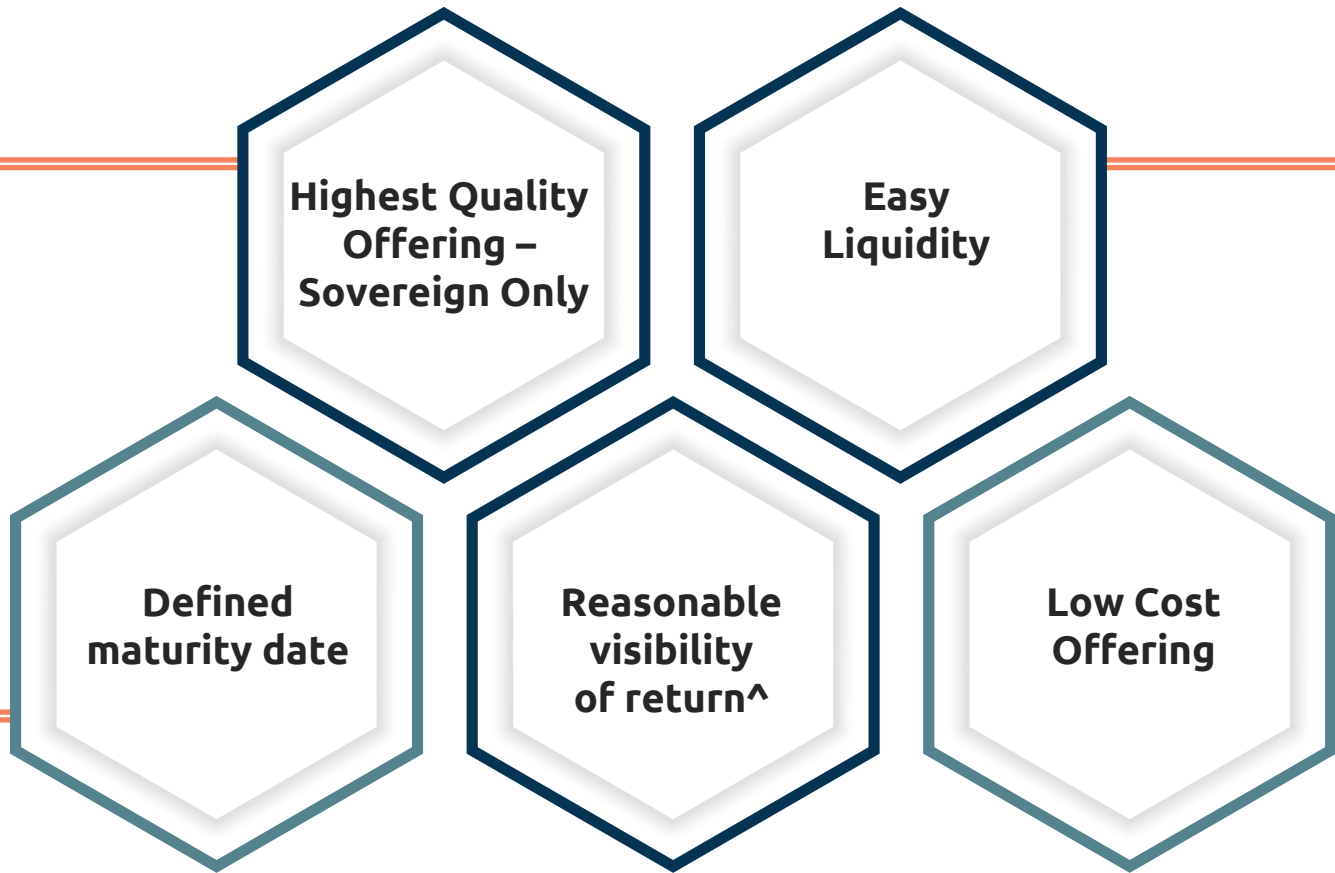 Highest Quality
Offering –
Sovereign Only
Easy
Liquidity
Defined
maturity date
Reasonable
visibility
of return^
Low Cost
Offering